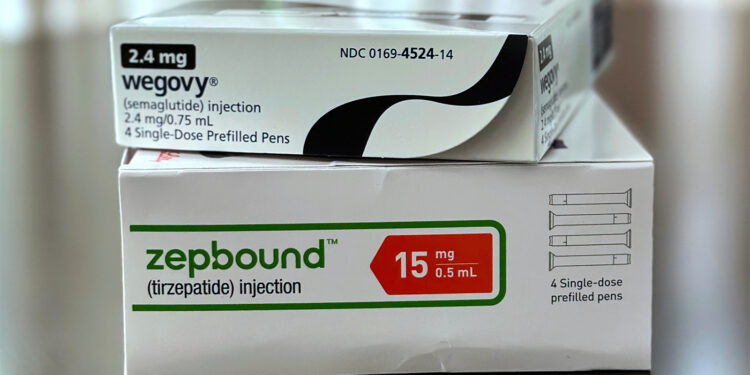 2.4 mg
NDC 0169-4524-14
wegovy®
(semaglutide) injection
2.4 mg/0.75 mL
4 Single-Dose Prefilled Pens
wegovy
zepbound™
(tirzepatide) injection
15 mg
0.5 mL
4 Single-dose
prefilled pens